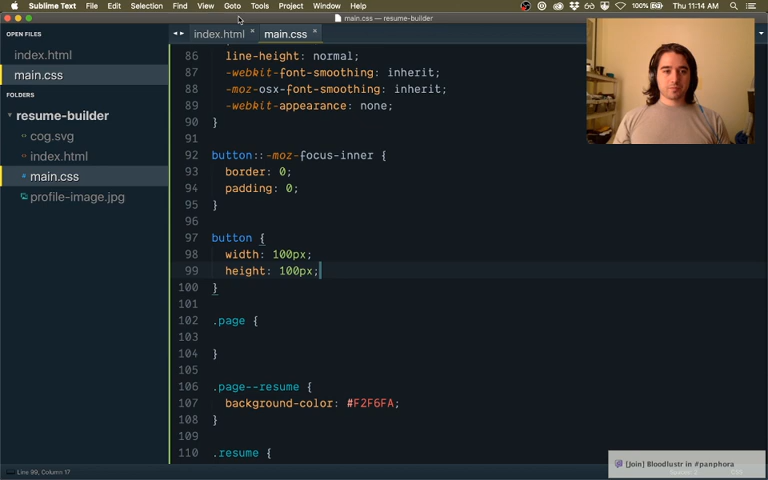 Sublime Text File Edit Selection Find View Goto Tools Project Window Help 100% Thu 11:14 AM
main.css — resume-builder
OPEN FILES
index.html
main.css
FOLDERS
resume-builder
cog.svg
index.html
main.css
profile-image.jpg
index.html × main.css ×
86 line-height: normal;
87 -webkit-font-smoothing: inherit;
88 -moz-osx-font-smoothing: inherit;
89 -webkit-appearance: none;
90 }
91
92 button::-moz-focus-inner {
93 border: 0;
94 padding: 0;
95 }
96
97 button {
98 width: 100px;
99 height: 100px;
100 }
101
102 .page {
103
104 }
105
106 .page--resume {
107 background-color: #F2F6FA;
108 }
109
110 .resume {
[Join] Bloodlustr in #panphora
Line 99, Column 17